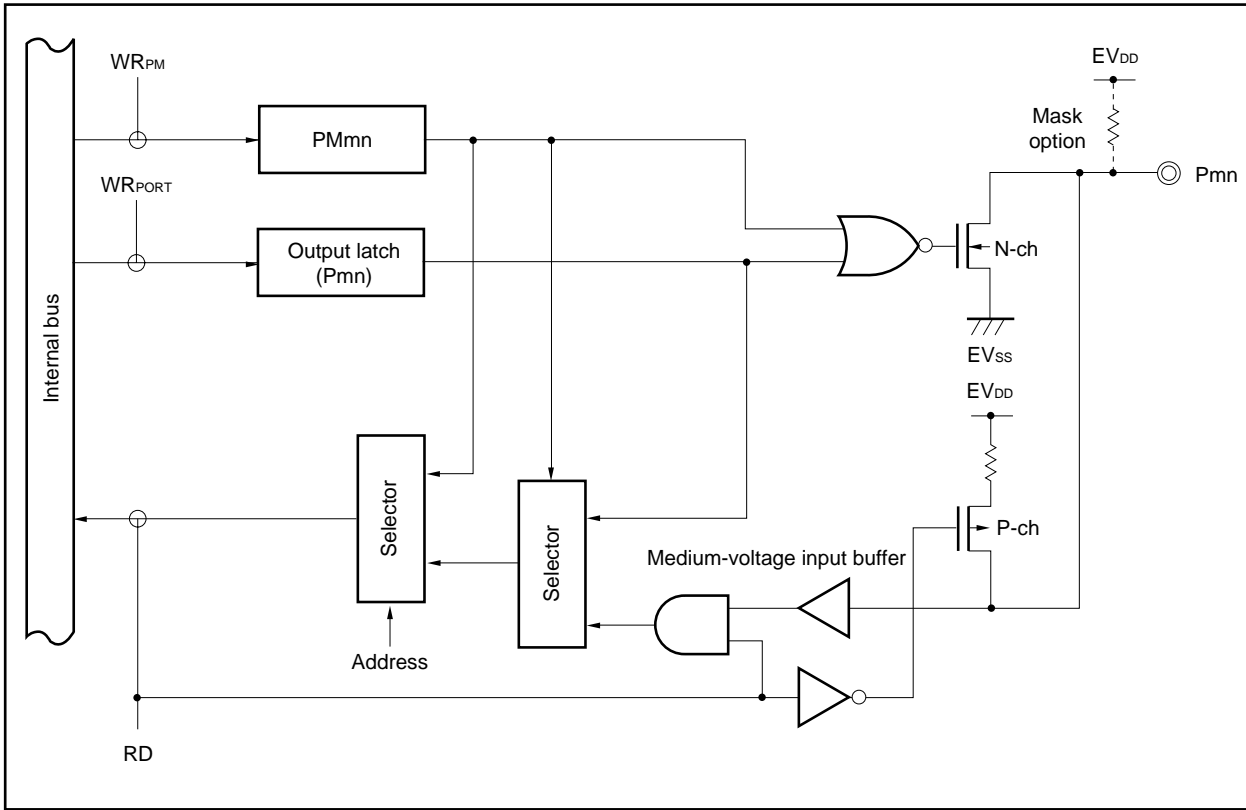 WRPM
EVDD
Mask
option
PMmn
Pmn
WRPORT
Output latch
(Pmn)
N-ch
EVSS
EVDD
Internal bus
Selector
Selector
P-ch
Medium-voltage input buffer
Address
RD